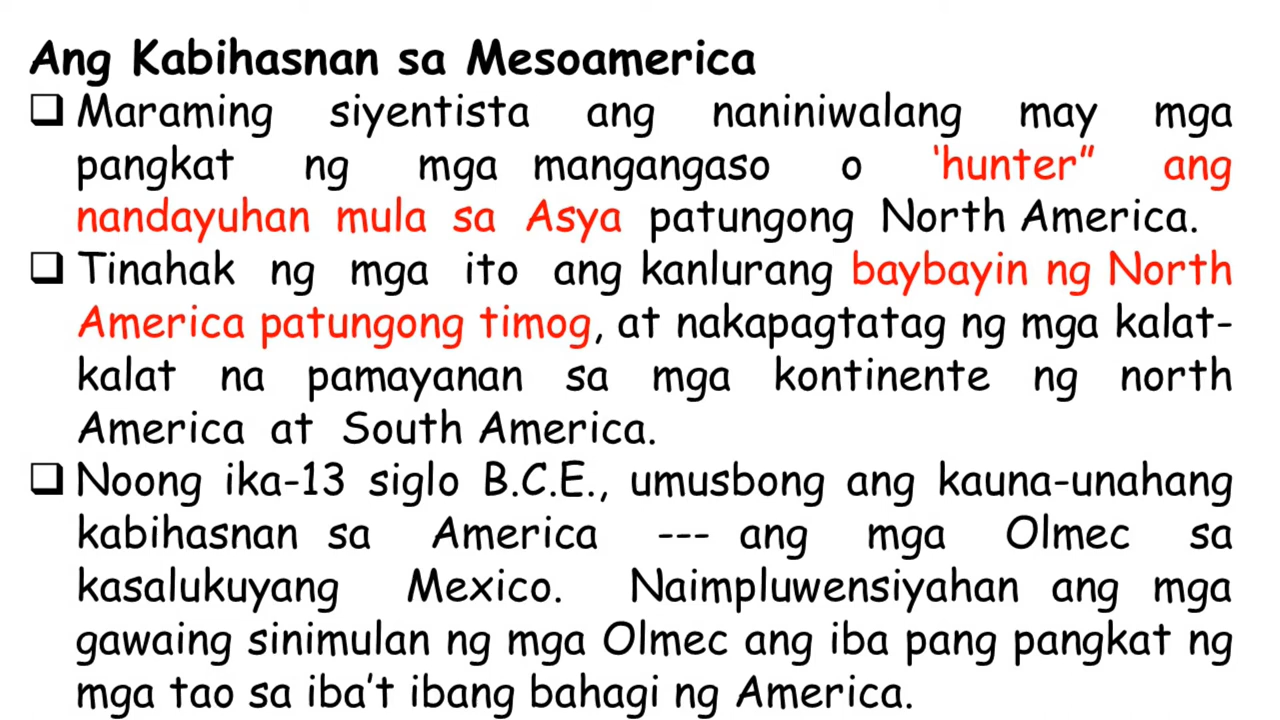 Ang Kabihasnan sa Mesoamerica
❑ Maraming siyentista ang naniniwalang may mga
pangkat ng mga mangangaso o ‘hunter” ang
nandayuhan mula sa Asya patungong North America.
❑ Tinahak ng mga ito ang kanlurang baybayin ng North
America patungong timog, at nakapagtatag ng mga kalat-
kalat na pamayanan sa mga kontinente ng north
America at South America.
❑ Noong ika-13 siglo B.C.E., umusbong ang kauna-unahang
kabihasnan sa America --- ang mga Olmec sa
kasalukuyang Mexico. Naimpluwensiyahan ang mga
gawaing sinimulan ng mga Olmec ang iba pang pangkat ng
mga tao sa iba’t ibang bahagi ng America.